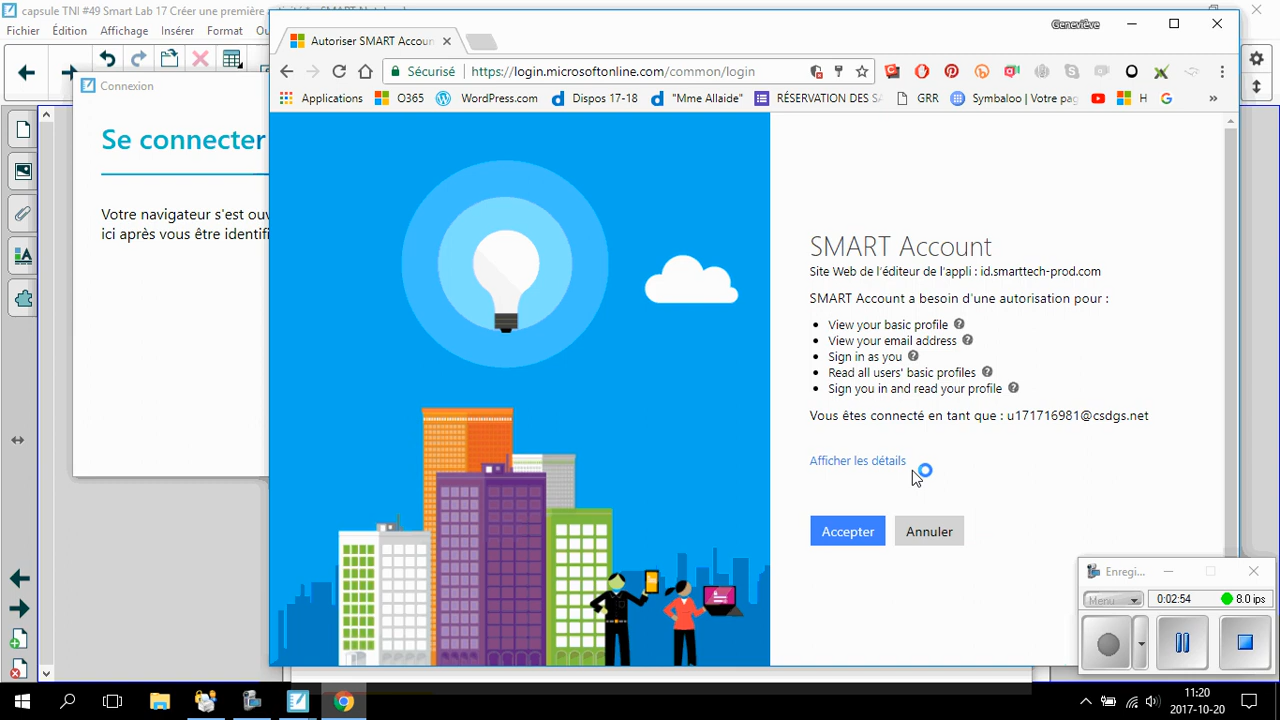 capsule TNI #49 Smart Lab 17 Créer une première
Fichier Édition Affichage Insérer Format
Connexion
Se connecter
Votre navigateur s'est
ici après vous être
Geneviève
Autoriser SMART Accoun
Sécurisé https://login.microsoftonline.com/common/login
Applications O365 WordPress.com Dispos 17-18 "Mme Allaide" RÉSERVATION DES GRR Symbaloo | Votre pag H »
SMART Account
Site Web de l'éditeur de l'appli : id.smarttech-prod.com
SMART Account a besoin d'une autorisation pour :
• View your basic profile ?
• View your email address ?
• Sign in as you ?
• Read all users' basic profiles ?
• Sign you in and read your profile ?
Vous êtes connecté en tant que : u171716981@csdgs.net
Afficher les détails
Accepter Annuler
Enregi...
Menu 0:02:54 8.0 ips
11:20
2017-10-20